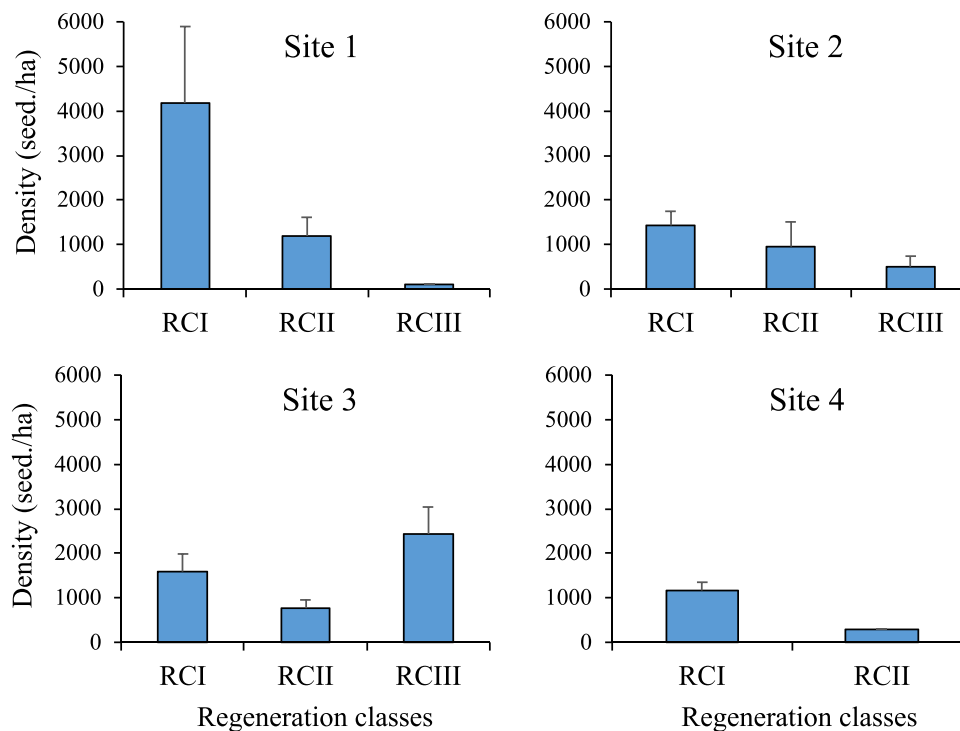 Site 1
Density (seed./ha)
6000
5000
4000
3000
2000
1000
0
RCI RCII RCIII
Site 2
6000
5000
4000
3000
2000
1000
0
RCI RCII RCIII
Site 3
Density (seed./ha)
6000
5000
4000
3000
2000
1000
0
RCI RCII RCIII
Regeneration classes
Site 4
6000
5000
4000
3000
2000
1000
0
RCI RCII
Regeneration classes